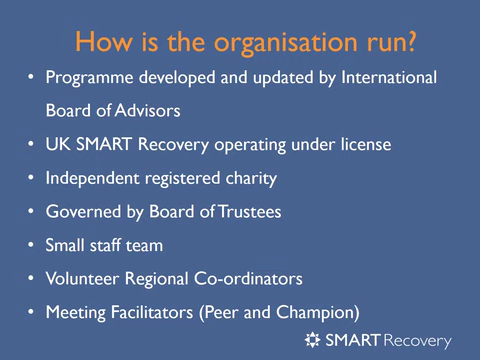 How is the organisation run?
• Programme developed and updated by International
Board of Advisors
• UK SMART Recovery operating under license
• Independent registered charity
• Governed by Board of Trustees
• Small staff team
• Volunteer Regional Co-ordinators
• Meeting Facilitators (Peer and Champion)
SMART Recovery